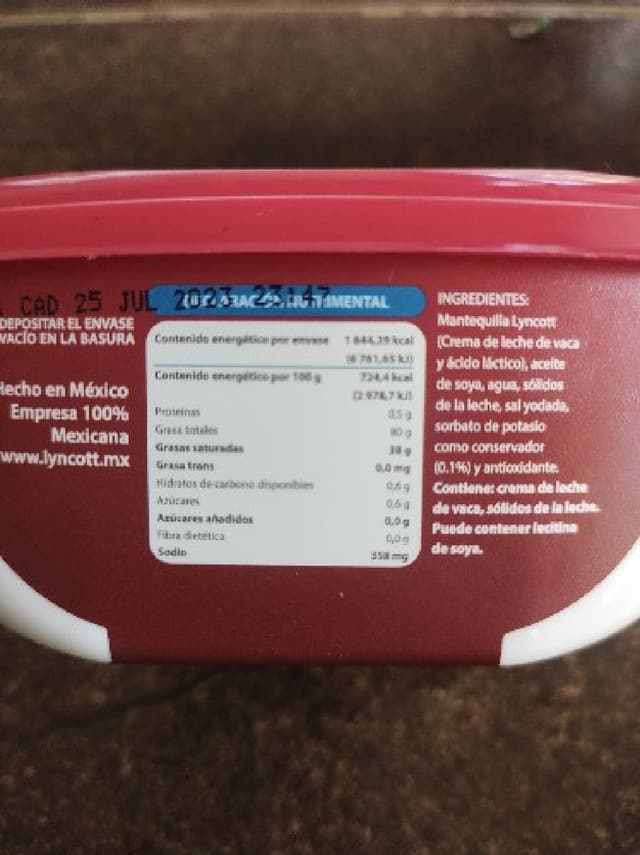 CAD 25 JUL 2023 23:47
DEPOSITAR EL ENVASE
VACÍO EN LA BASURA
Hecho en México
Empresa 100%
Mexicana
www.lyncott.mx
DECLARACIÓN NUTRIMENTAL
Contenido energético por envase 1 844,39 kcal
(6 761,65 kJ)
Contenido energético por 100 g 724,4 kcal
(2 978,7 kJ)
Proteínas 0,5 g
Grasa totales 80 g
Grasas saturadas 38 g
Grasa trans 0,0 mg
Hidratos de carbono disponibles 0,6 g
Azúcares 0,6 g
Azúcares añadidos 0,0 g
Fibra dietética 0,0 g
Sodio 358 mg
INGREDIENTES:
Mantequilla Lyncott
(Crema de leche de vaca
y ácido láctico), aceite
de soya, agua, sólidos
de la leche, sal yodada,
sorbato de potasio
como conservador
(0.1%) y antioxidante.
Contiene: crema de leche
de vaca, sólidos de la leche.
Puede contener lecitina
de soya.